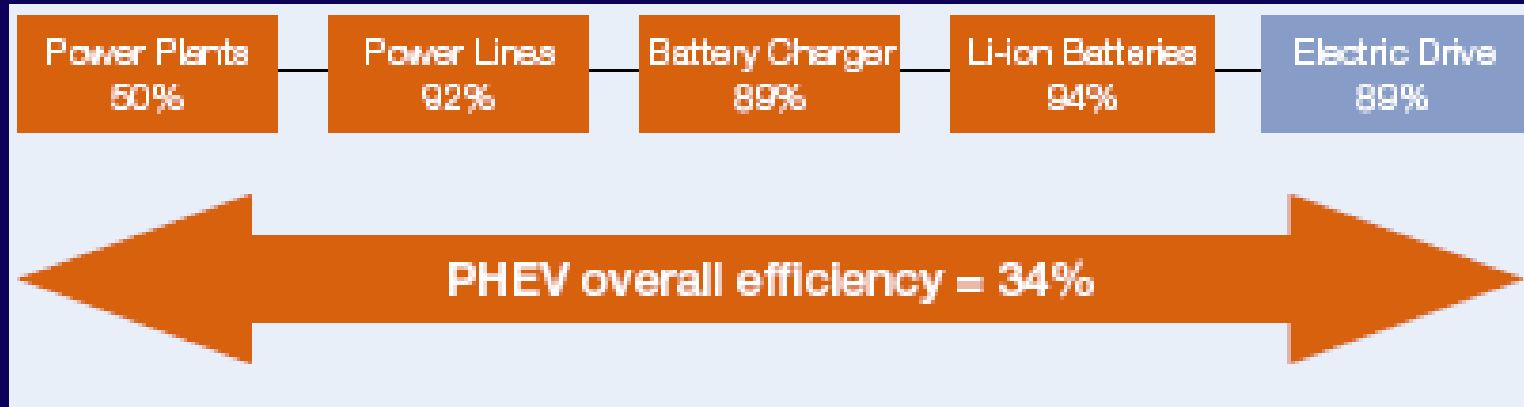 Power Plants
50%
Power Lines
92%
Battery Charger
89%
Li-ion Batteries
94%
Electric Drive
89%
PHEV overall efficiency = 34%